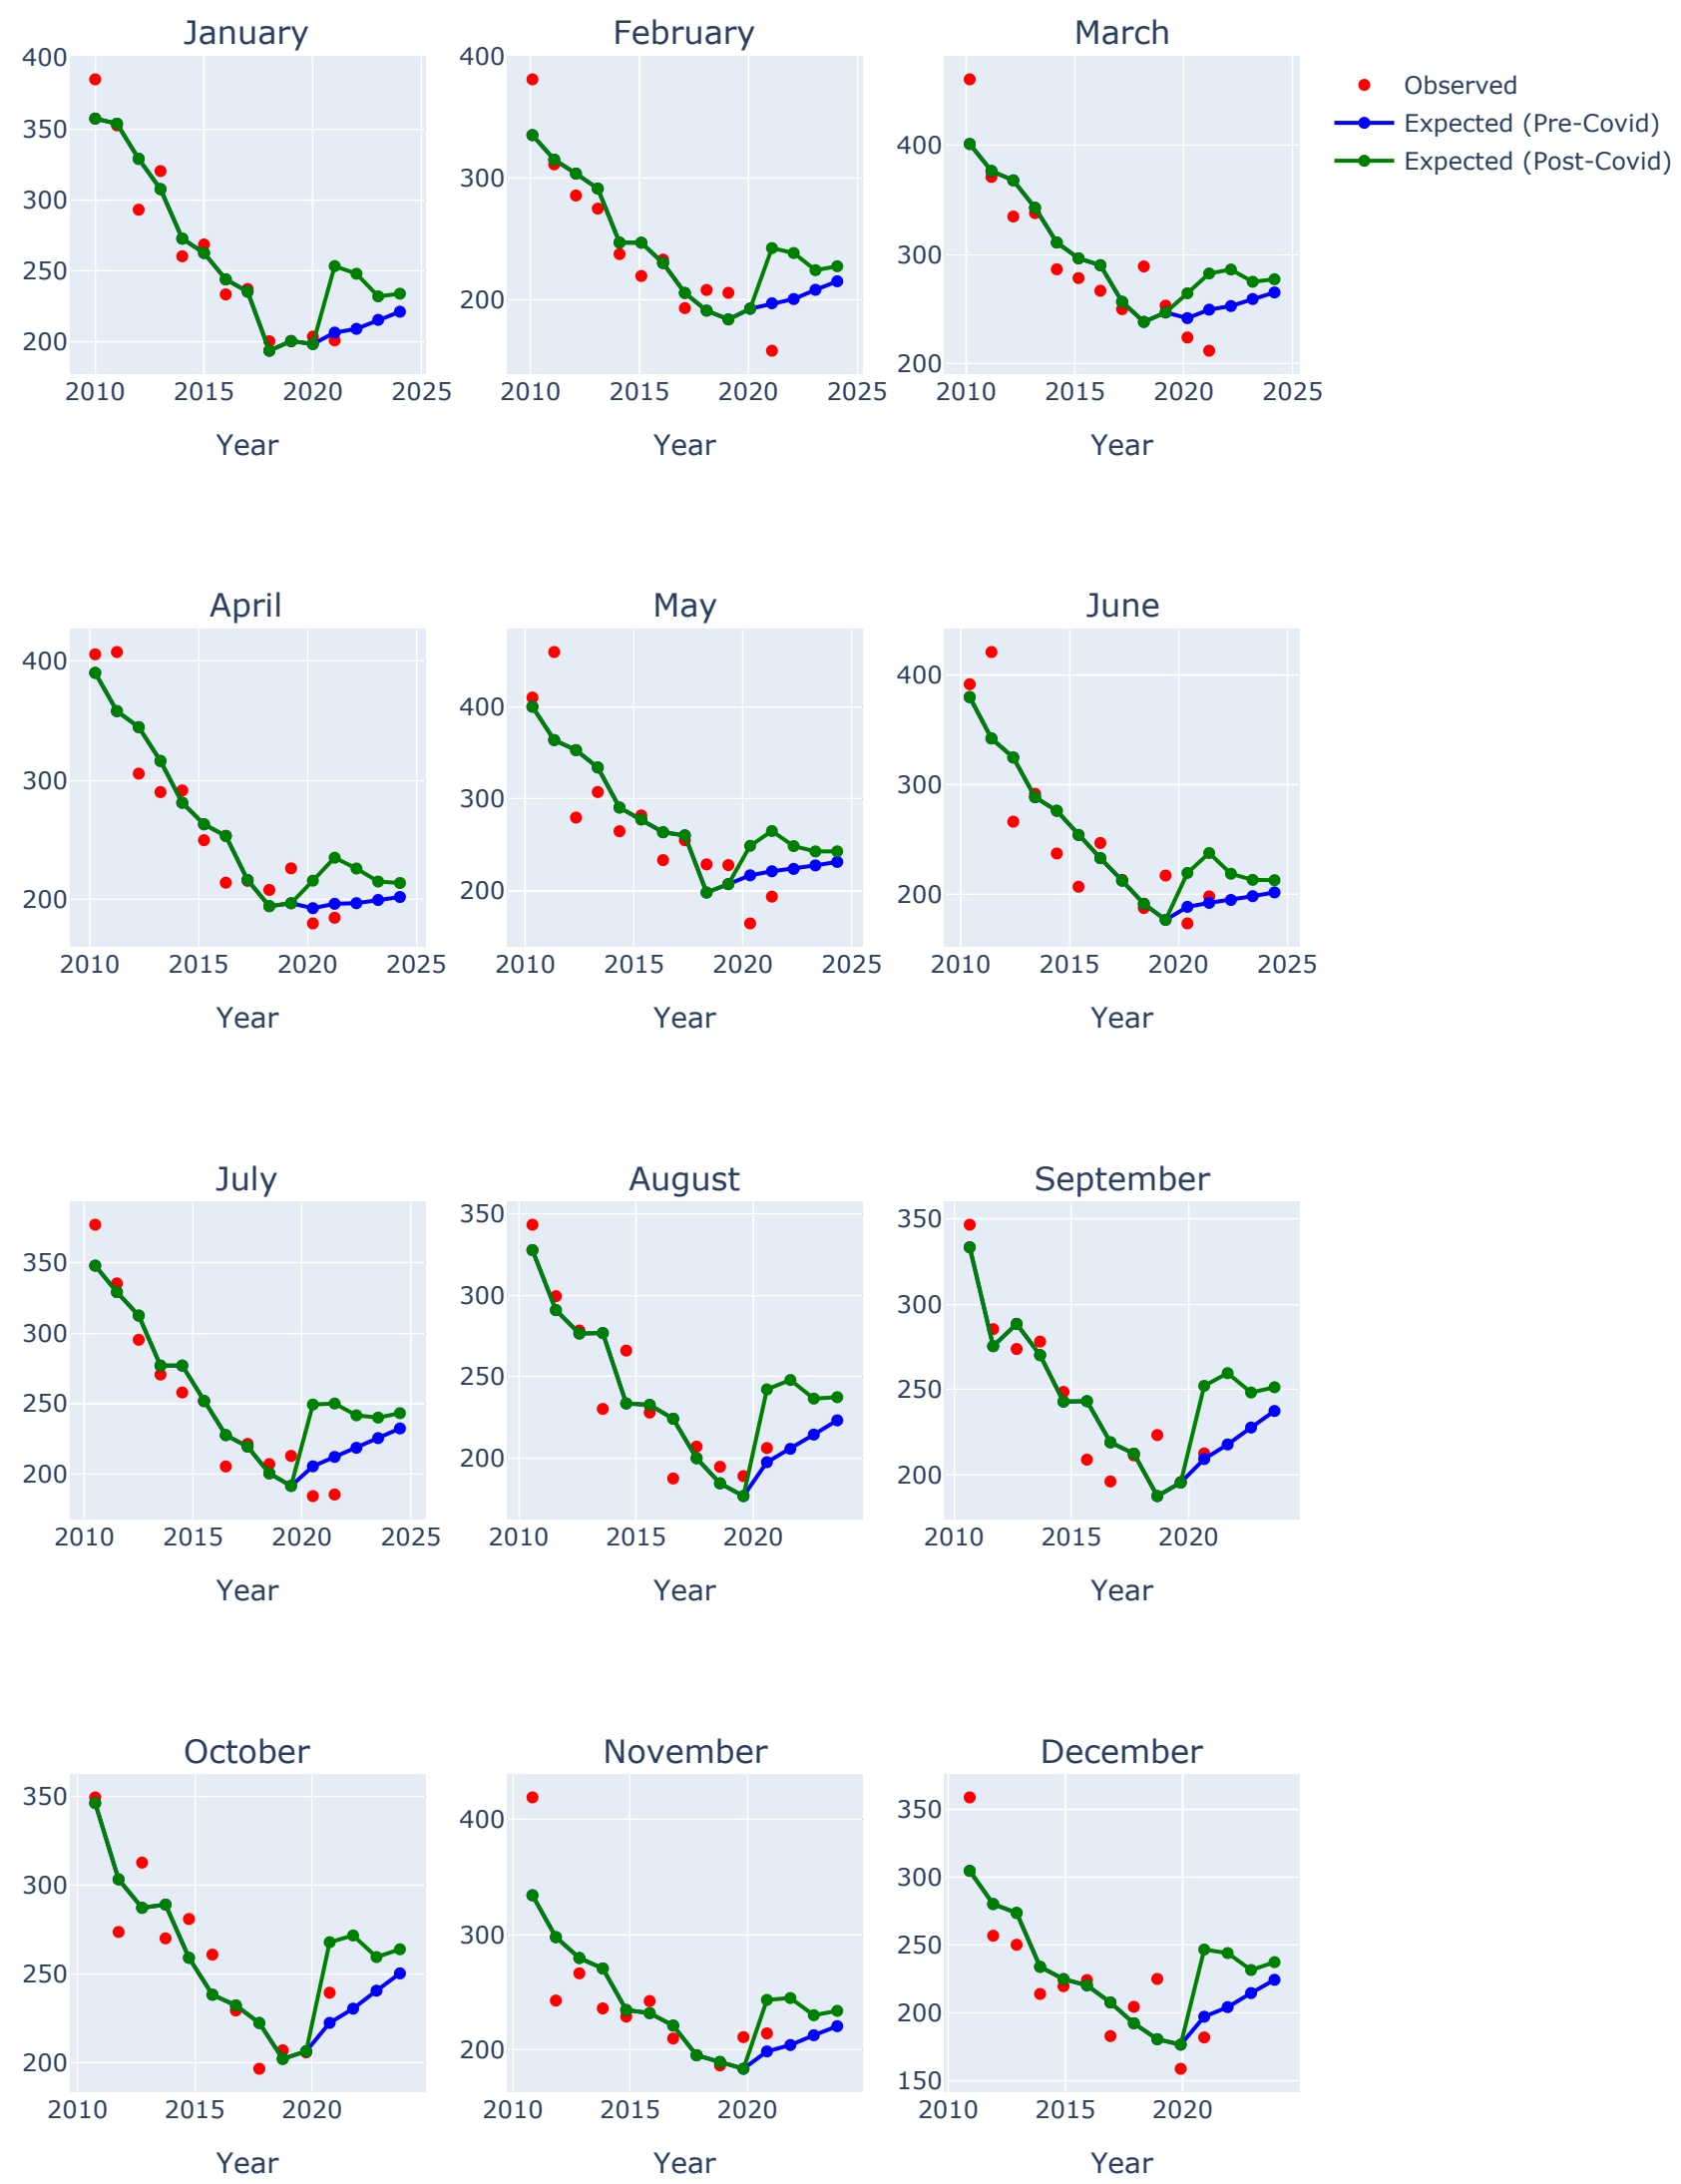 January February March
400
350
300
250
200
2010 2015 2020 2025
Year
400
300
200
2010 2015 2020 2025
Year
400
300
200
2010 2015 2020 2025
Year
Observed
Expected (Pre-Covid)
Expected (Post-Covid)
April May June
400
300
200
2010 2015 2020 2025
Year
400
300
200
2010 2015 2020 2025
Year
400
300
200
2010 2015 2020 2025
Year
July August September
350
300
250
200
2010 2015 2020 2025
Year
350
300
250
200
2010 2015 2020
Year
350
300
250
200
2010 2015 2020
Year
October November December
350
300
250
200
2010 2015 2020
Year
400
300
200
2010 2015 2020
Year
350
300
250
200
150
2010 2015 2020
Year